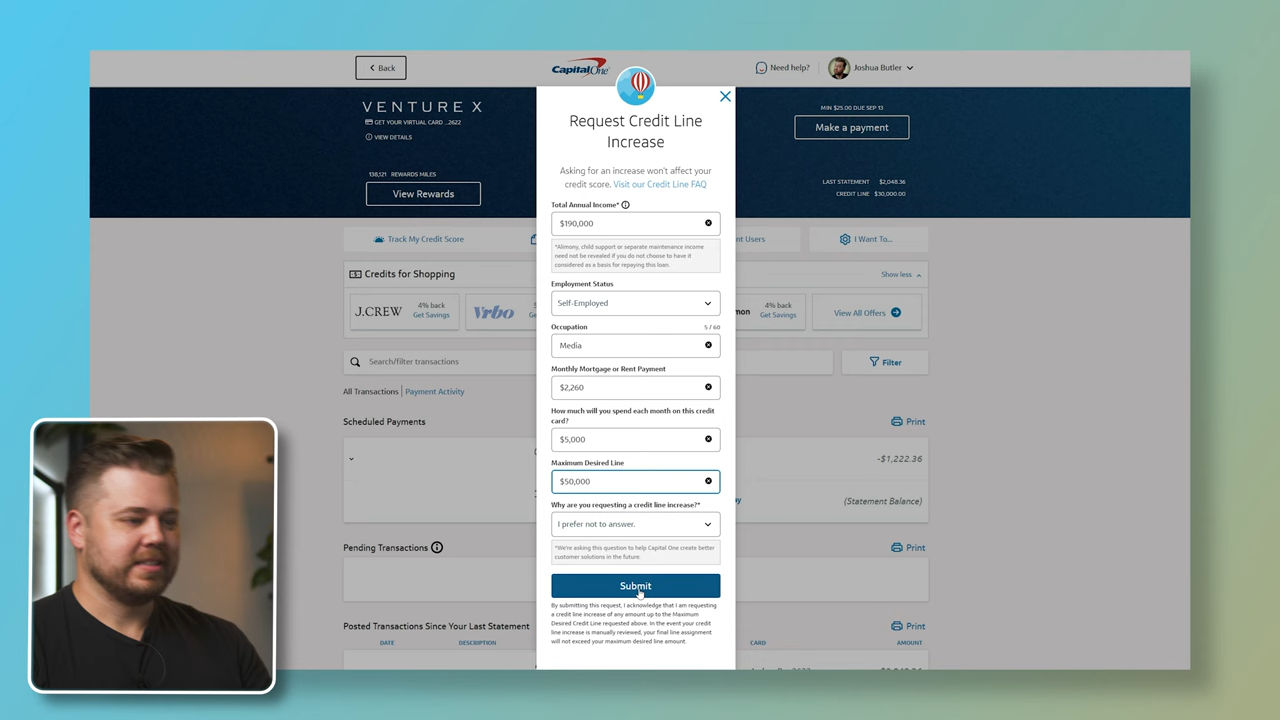 Back
Capital One
Need help?
Joshua Butler
VENTURE X
GET YOUR VIRTUAL CARD ...2622
VIEW DETAILS
138,121 REWARDS MILES
View Rewards
MIN $25.00 DUE SEP 13
Make a payment
LAST STATEMENT $2,048.36
CREDIT LINE $30,000.00
Request Credit Line
Increase
Asking for an increase won't affect your
credit score. Visit our Credit Line FAQ
Total Annual Income*
$190,000
*Alimony, child support or separate maintenance income
need not be revealed if you do not choose to have it
considered as a basis for repaying this loan.
Employment Status
Self-Employed
Occupation 5 / 60
Media
Monthly Mortgage or Rent Payment
$2,260
How much will you spend each month on this credit
card?
$5,000
Maximum Desired Line
$50,000
Why are you requesting a credit line increase?*
I prefer not to answer.
*We're asking this question to help Capital One create better
customer solutions in the future.
Submit
By submitting this request, I acknowledge that I am requesting
a credit line increase of any amount up to the Maximum
Desired Credit Line requested above. In the event your credit
line increase is manually reviewed, your final line assignment
will not exceed your maximum desired line amount.
Track My Credit Score
nt Users
I Want To...
Credits for Shopping
Show less
J.CREW
4% back
Get Savings
Vrbo
mon
4% back
Get Savings
View All Offers
Search/filter transactions
Filter
All Transactions | Payment Activity
Scheduled Payments
Print
-$1,222.36
(Statement Balance)
Pending Transactions
Print
Posted Transactions Since Your Last Statement
Print
DATE DESCRIPTION CARD AMOUNT